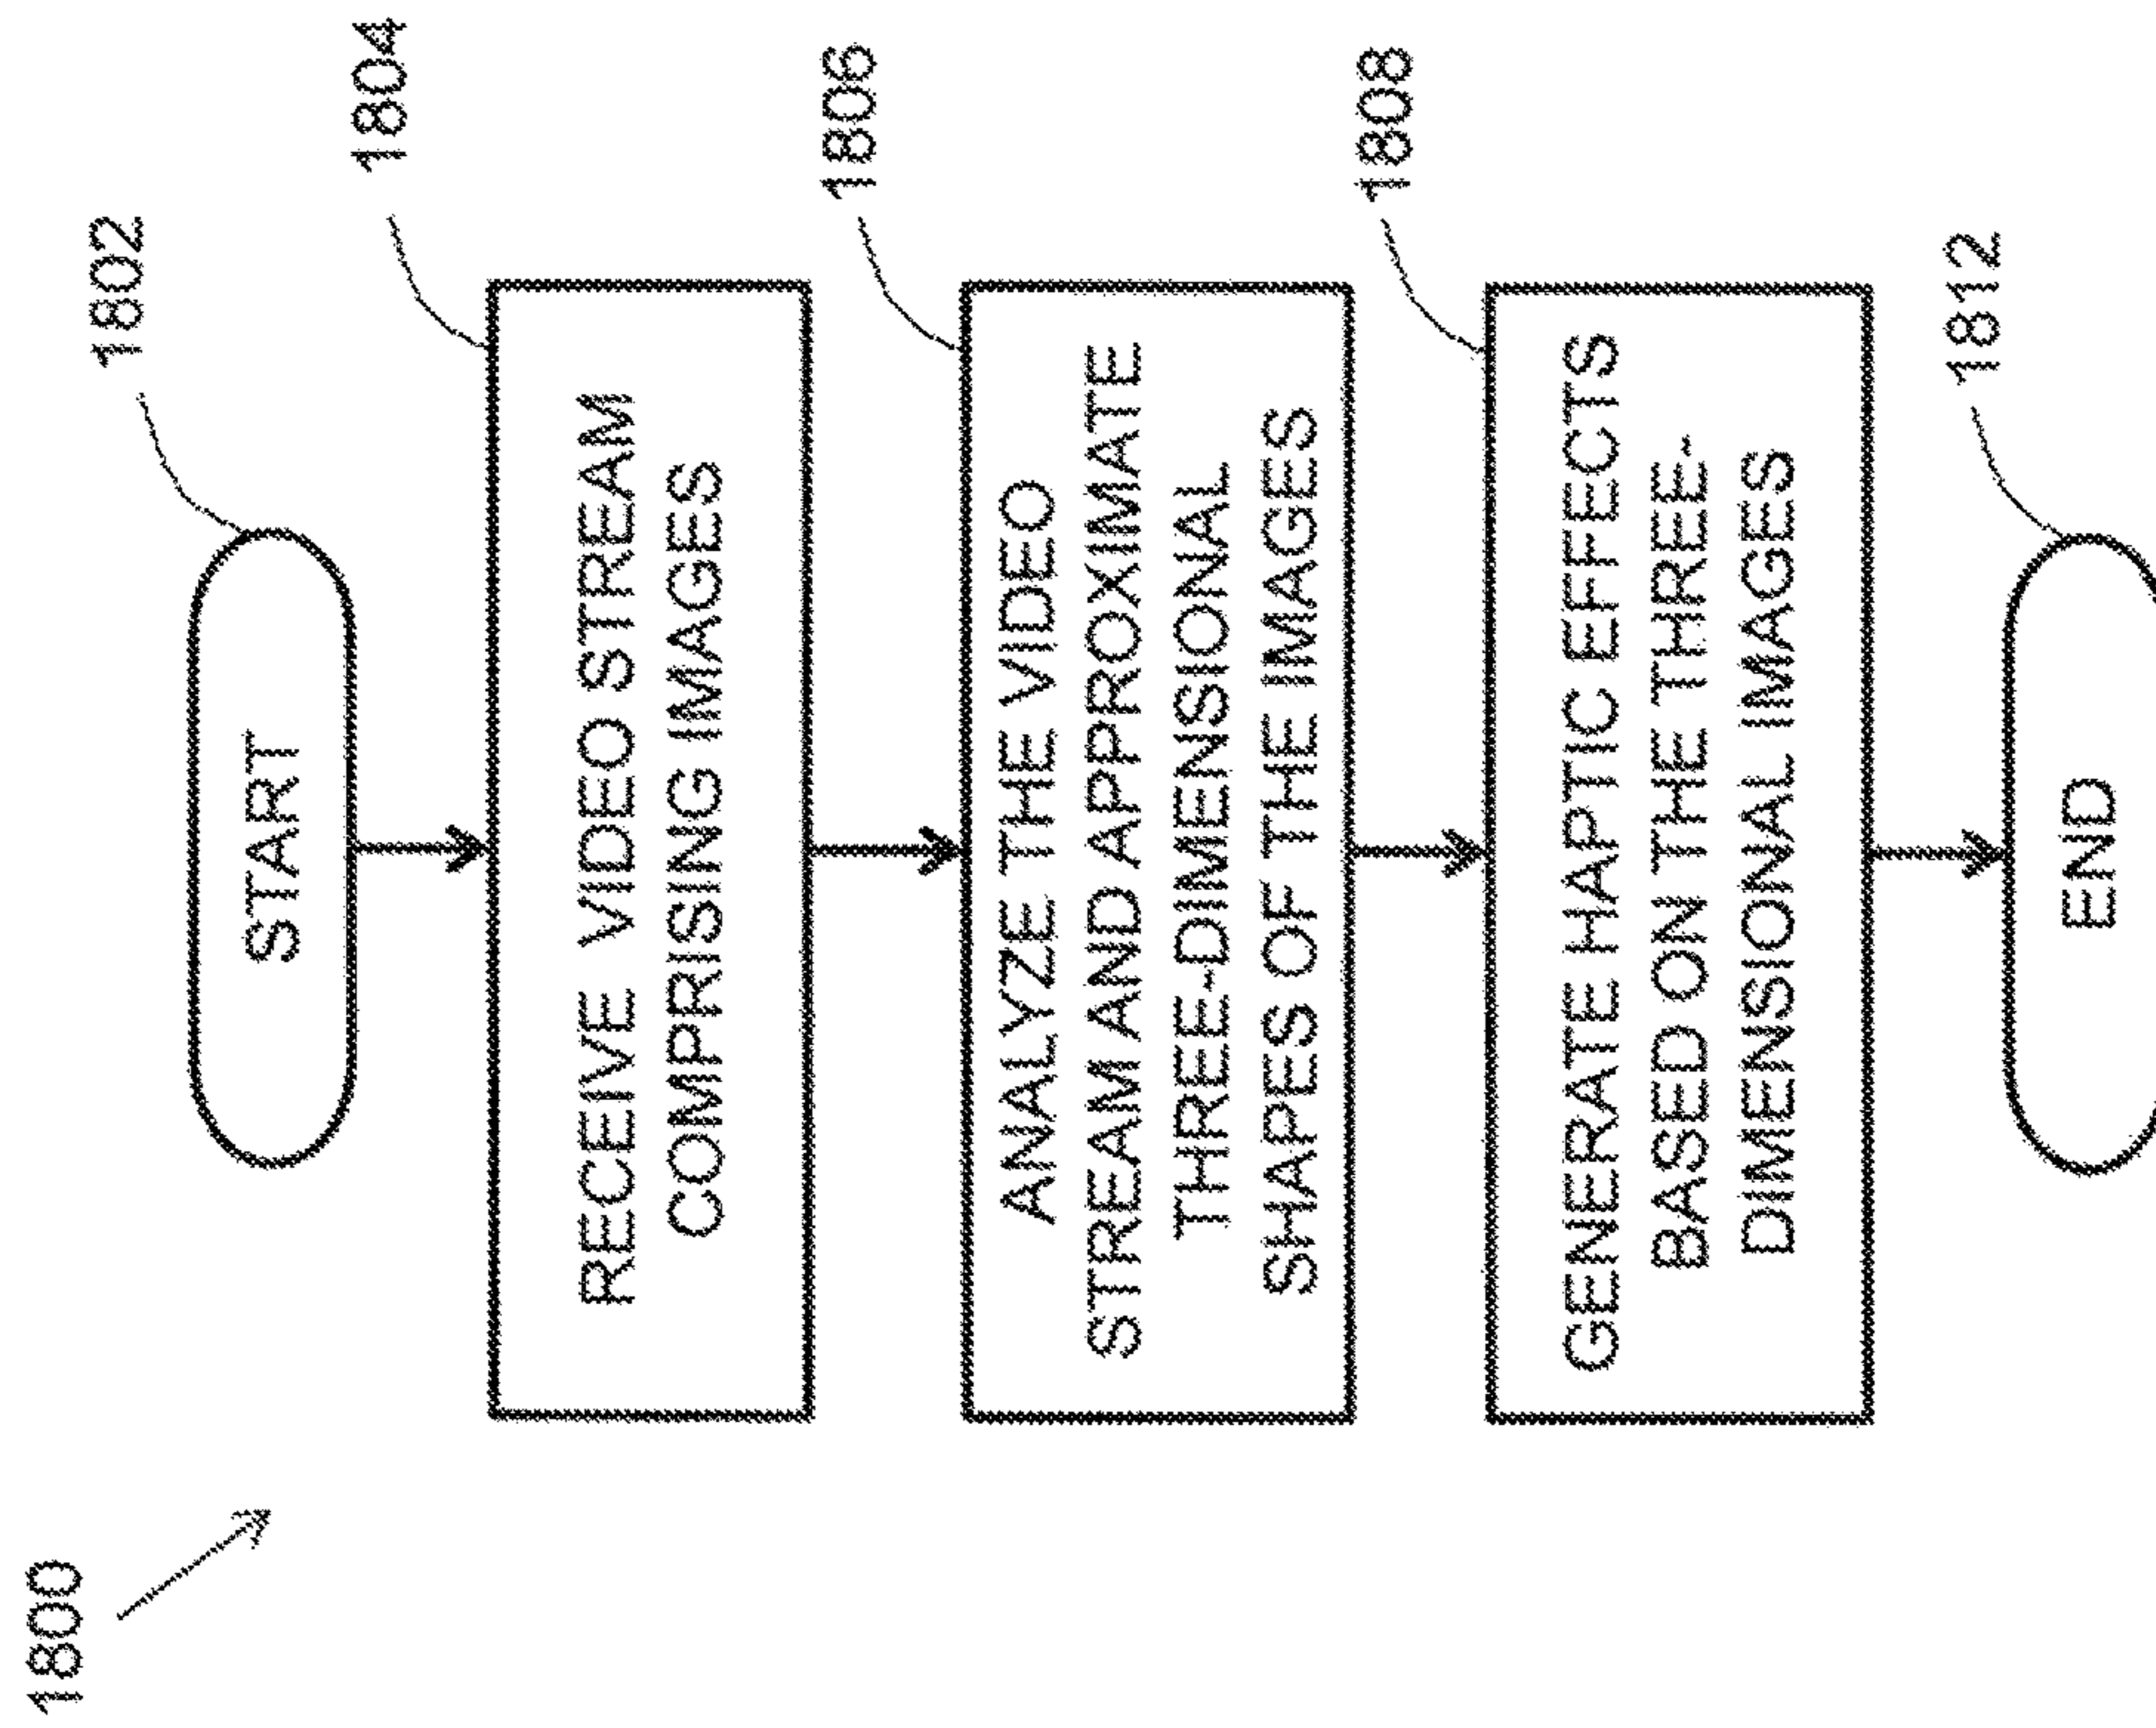 1800
1802
START
1804
RECEIVE VIDEO STREAM
COMPRISING IMAGES
1806
ANALYZE THE VIDEO
STREAM AND APPROXIMATE
THREE-DIMENSIONAL
SHAPES OF THE IMAGES
1808
GENERATE HAPTIC EFFECTS
BASED ON THE THREE-
DIMENSIONAL IMAGES
1812
END